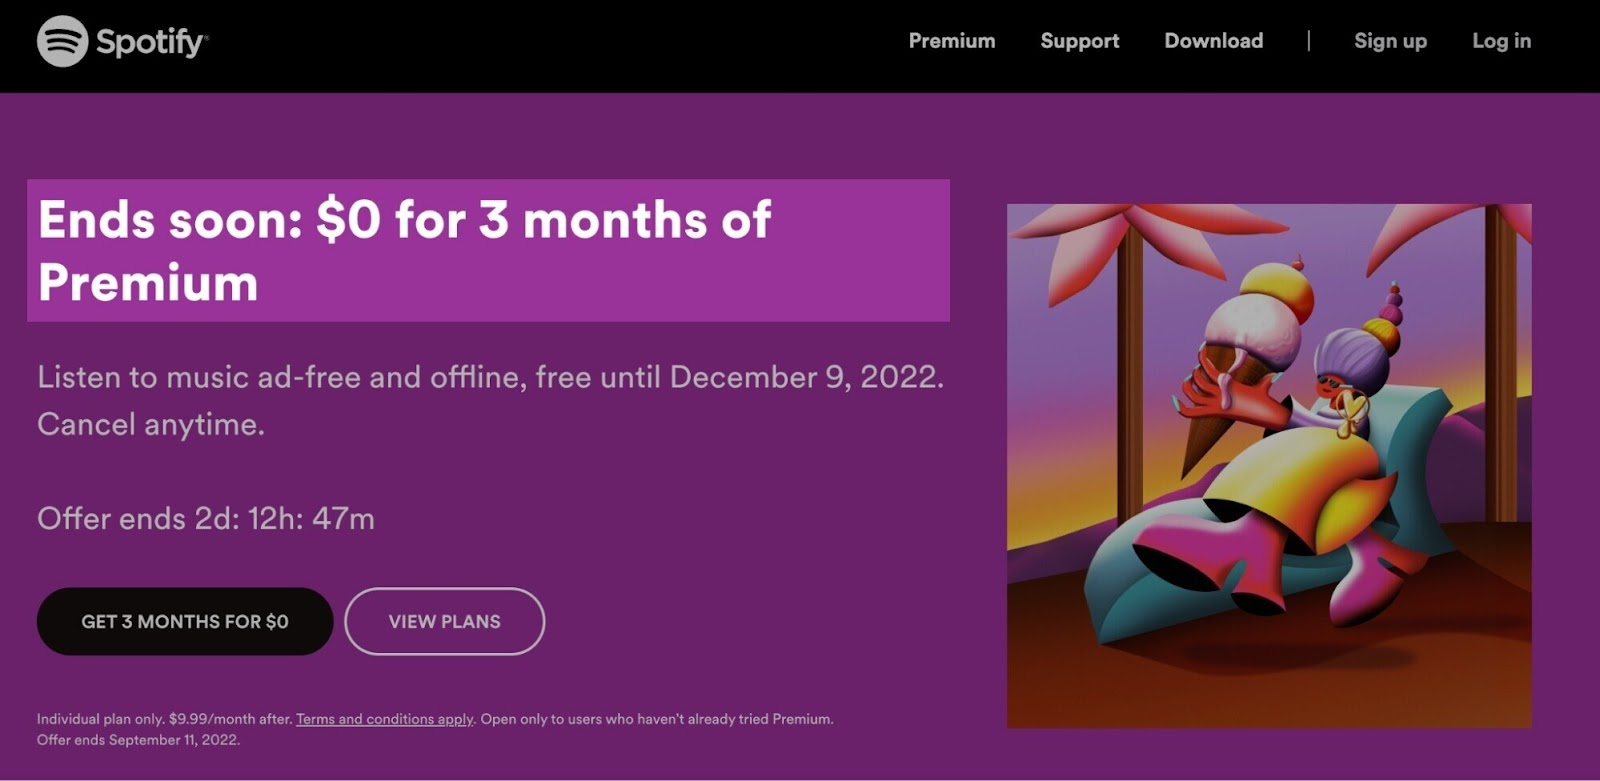 Spotify®
Premium
Support
Download
|
Sign up
Log in
Ends soon: $0 for 3 months of
Premium
Listen to music ad-free and offline, free until December 9, 2022.
Cancel anytime.
Offer ends 2d: 12h: 47m
GET 3 MONTHS FOR $0
VIEW PLANS
Individual plan only. $9.99/month after. Terms and conditions apply. Open only to users who haven't already tried Premium.
Offer ends September 11, 2022.